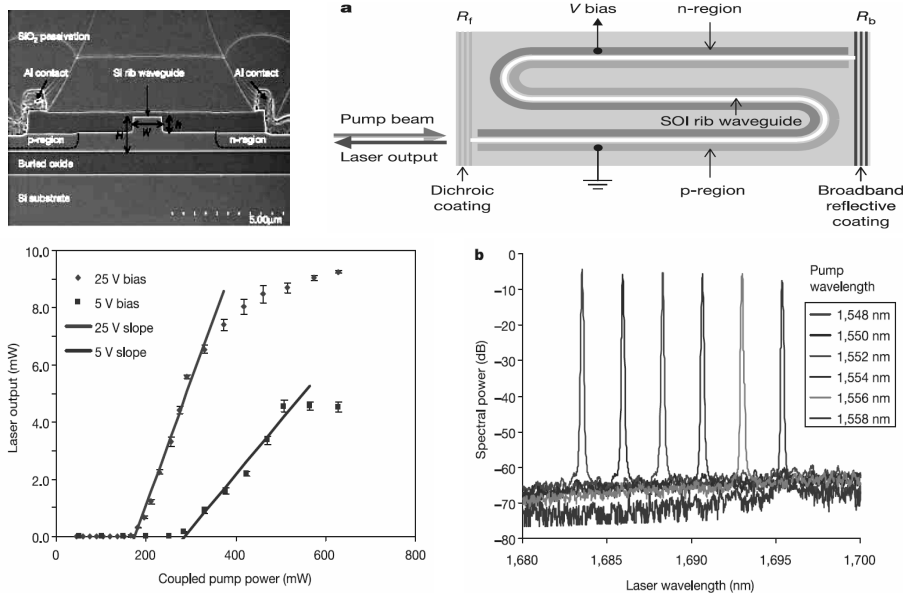 SiO2 passivation
Al contact
Si rib waveguide
Al contact
H
W
h
p-region
n-region
Buried oxide
Si substrate
5.00μm
a
Rf
V bias
n-region
Rb
Pump beam
Laser output
SOI rib waveguide
Dichroic
coating
p-region
Broadband
reflective
coating
10.0
8.0
6.0
4.0
2.0
0.0
Laser output (mW)
25 V bias
5 V bias
25 V slope
5 V slope
0
200
400
600
800
Coupled pump power (mW)
b
0
–10
–20
–30
–40
–50
–60
–70
–80
Spectral power (dB)
Pump
wavelength
1,548 nm
1,550 nm
1,552 nm
1,554 nm
1,556 nm
1,558 nm
1,680
1,685
1,690
1,695
1,700
Laser wavelength (nm)